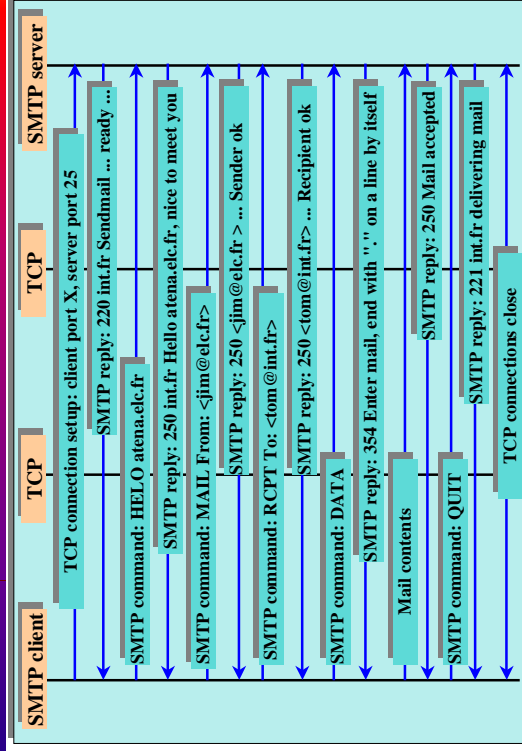 SMTP client
TCP
TCP
SMTP server
TCP connection setup: client port X, server port 25
SMTP reply: 220 int.fr Sendmail ... ready ...
SMTP command: HELO atena.elc.fr
SMTP reply: 250 int.fr Hello atena.elc.fr, nice to meet you
SMTP command: MAIL From: <jim@elc.fr>
SMTP reply: 250 <jim@elc.fr > ... Sender ok
SMTP command: RCPT To: <tom@int.fr>
SMTP reply: 250 <tom@int.fr> ... Recipient ok
SMTP command: DATA
SMTP reply: 354 Enter mail, end with "." on a line by itself
Mail contents
SMTP reply: 250 Mail accepted
SMTP command: QUIT
SMTP reply: 221 int.fr delivering mail
TCP connections close